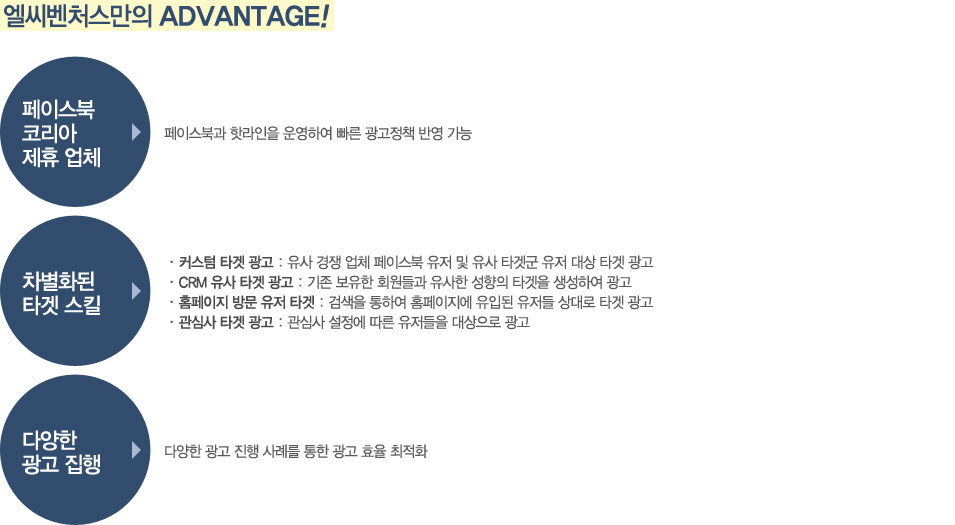 엘씨벤처스만의 ADVANTAGE!
페이스북
코리아
제휴 업체
페이스북과 핫라인을 운영하여 빠른 광고정책 반영 가능
차별화된
타겟 스킬
· 커스텀 타겟 광고 : 유사 경쟁 업체 페이스북 유저 및 유사 타겟군 유저 대상 타겟 광고
· CRM 유사 타겟 광고 : 기존 보유한 회원들과 유사한 성향의 타겟을 생성하여 광고
· 홈페이지 방문 유저 타겟 : 검색을 통하여 홈페이지에 유입된 유저들 상대로 타겟 광고
· 관심사 타겟 광고 : 관심사 설정에 따른 유저들을 대상으로 광고
다양한
광고 집행
다양한 광고 진행 사례를 통한 광고 효율 최적화